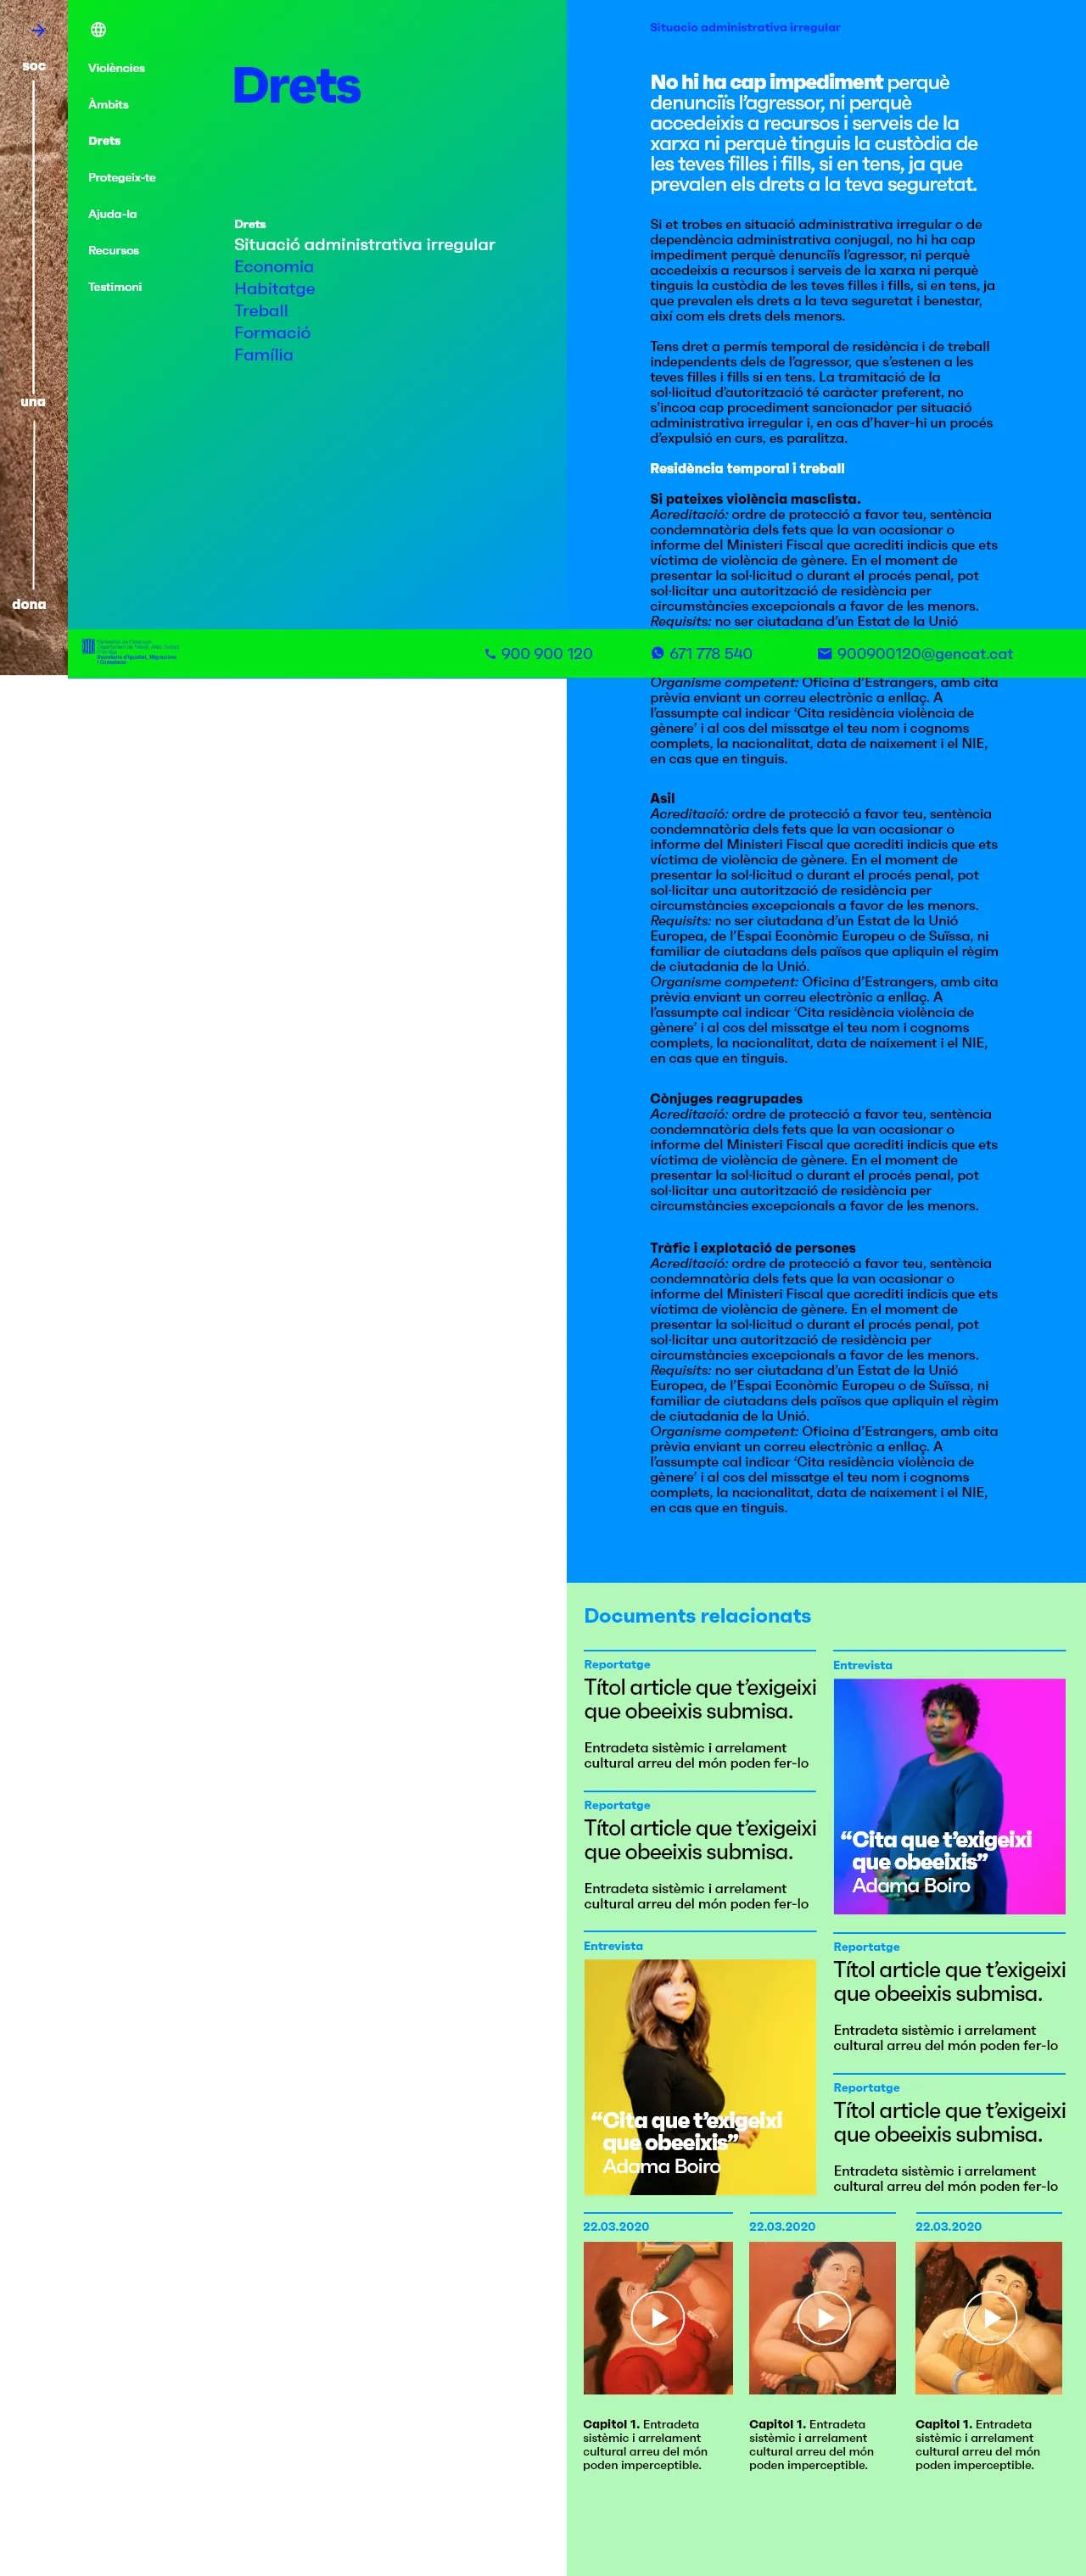 soc
una
dona
Violències
Àmbits
Drets
Protegeix-te
Ajuda-la
Recursos
Testimoni
Drets
Drets
Situació administrativa irregular
Economia
Habitatge
Treball
Formació
Família
Situacio administrativa irregular
No hi ha cap impediment perquè
denunciïs l’agressor, ni perquè
accedeixis a recursos i serveis de la
xarxa ni perquè tinguis la custòdia de
les teves filles i fills, si en tens, ja que
prevalen els drets a la teva seguretat.
Si et trobes en situació administrativa irregular o de
dependència administrativa conjugal, no hi ha cap
impediment perquè denunciïs l’agressor, ni perquè
accedeixis a recursos i serveis de la xarxa ni perquè
tinguis la custòdia de les teves filles i fills, si en tens, ja
que prevalen els drets a la teva seguretat i benestar,
així com els drets dels menors.
Tens dret a permís temporal de residència i de treball
independents dels de l’agressor, que s’estenen a les
teves filles i fills si en tens. La tramitació de la
sol·licitud d’autorització té caràcter preferent, no
s’incoa cap procediment sancionador per situació
administrativa irregular i, en cas d’haver-hi un procés
d’expulsió en curs, es paralitza.
Residència temporal i treball
Si pateixes violència masclista.
Acreditació: ordre de protecció a favor teu, sentència
condemnatòria dels fets que la van ocasionar o
informe del Ministeri Fiscal que acrediti indicis que ets
víctima de violència de gènere. En el moment de
presentar la sol·licitud o durant el procés penal, pot
sol·licitar una autorització de residència per
circumstàncies excepcionals a favor de les menors.
Requisits: no ser ciutadana d’un Estat de la Unió
900 900 120
671 778 540
900900120@gencat.cat
Organisme competent: Oficina d’Estrangers, amb cita
prèvia enviant un correu electrònic a enllaç. A
l’assumpte cal indicar ‘Cita residència violència de
gènere’ i al cos del missatge el teu nom i cognoms
complets, la nacionalitat, data de naixement i el NIE,
en cas que en tinguis.
Asil
Acreditació: ordre de protecció a favor teu, sentència
condemnatòria dels fets que la van ocasionar o
informe del Ministeri Fiscal que acrediti indicis que ets
víctima de violència de gènere. En el moment de
presentar la sol·licitud o durant el procés penal, pot
sol·licitar una autorització de residència per
circumstàncies excepcionals a favor de les menors.
Requisits: no ser ciutadana d’un Estat de la Unió
Europea, de l’Espai Econòmic Europeu o de Suïssa, ni
familiar de ciutadans dels països que apliquin el règim
de ciutadania de la Unió.
Organisme competent: Oficina d’Estrangers, amb cita
prèvia enviant un correu electrònic a enllaç. A
l’assumpte cal indicar ‘Cita residència violència de
gènere’ i al cos del missatge el teu nom i cognoms
complets, la nacionalitat, data de naixement i el NIE,
en cas que en tinguis.
Cònjuges reagrupades
Acreditació: ordre de protecció a favor teu, sentència
condemnatòria dels fets que la van ocasionar o
informe del Ministeri Fiscal que acrediti indicis que ets
víctima de violència de gènere. En el moment de
presentar la sol·licitud o durant el procés penal, pot
sol·licitar una autorització de residència per
circumstàncies excepcionals a favor de les menors.
Tràfic i explotació de persones
Acreditació: ordre de protecció a favor teu, sentència
condemnatòria dels fets que la van ocasionar o
informe del Ministeri Fiscal que acrediti indicis que ets
víctima de violència de gènere. En el moment de
presentar la sol·licitud o durant el procés penal, pot
sol·licitar una autorització de residència per
circumstàncies excepcionals a favor de les menors.
Requisits: no ser ciutadana d’un Estat de la Unió
Europea, de l’Espai Econòmic Europeu o de Suïssa, ni
familiar de ciutadans dels països que apliquin el règim
de ciutadania de la Unió.
Organisme competent: Oficina d’Estrangers, amb cita
prèvia enviant un correu electrònic a enllaç. A
l’assumpte cal indicar ‘Cita residència violència de
gènere’ i al cos del missatge el teu nom i cognoms
complets, la nacionalitat, data de naixement i el NIE,
en cas que en tinguis.
Documents relacionats
Reportatge
Títol article que t’exigeixi
que obeeixis submisa.
Entradeta sistèmic i arrelament
cultural arreu del món poden fer-lo
Reportatge
Títol article que t’exigeixi
que obeeixis submisa.
Entradeta sistèmic i arrelament
cultural arreu del món poden fer-lo
Entrevista
“Cita que t’exigeixi
que obeeixis”
Adama Boiro
Entrevista
“Cita que t’exigeixi
que obeeixis”
Adama Boiro
Reportatge
Títol article que t’exigeixi
que obeeixis submisa.
Entradeta sistèmic i arrelament
cultural arreu del món poden fer-lo
Reportatge
Títol article que t’exigeixi
que obeeixis submisa.
Entradeta sistèmic i arrelament
cultural arreu del món poden fer-lo
22.03.2020
Capitol 1. Entradeta
sistèmic i arrelament
cultural arreu del món
poden imperceptible.
22.03.2020
Capitol 1. Entradeta
sistèmic i arrelament
cultural arreu del món
poden imperceptible.
22.03.2020
Capitol 1. Entradeta
sistèmic i arrelament
cultural arreu del món
poden imperceptible.